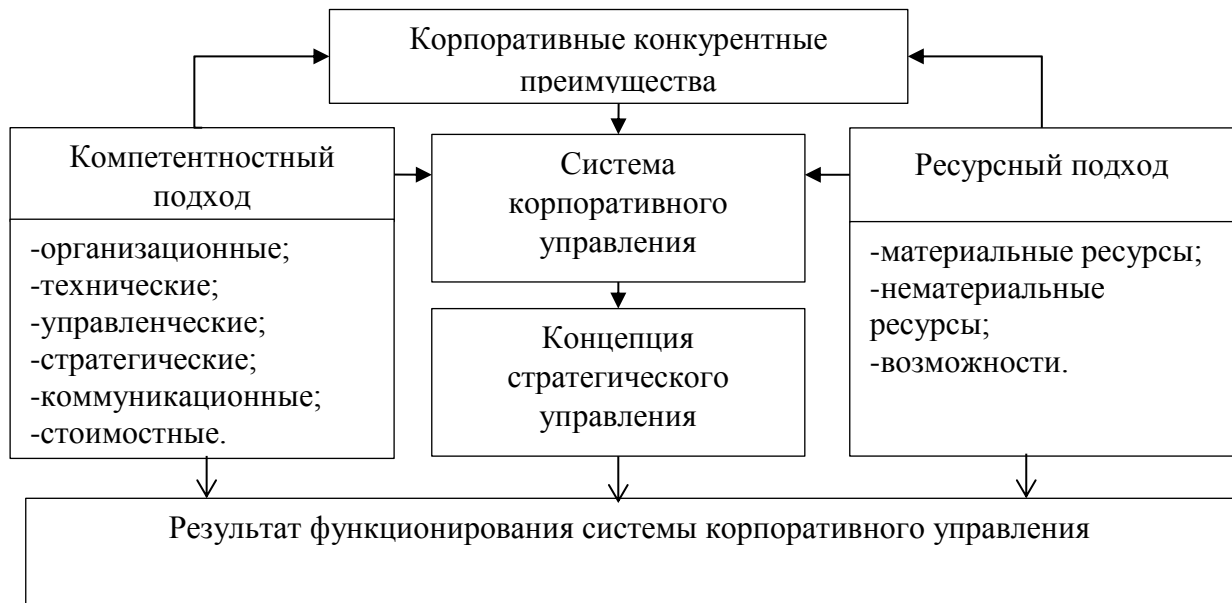 Корпоративные конкурентные
преимущества
Компетентностный
подход
-организационные;
-технические;
-управленческие;
-стратегические;
-коммуникационные;
-стоимостные.
Система
корпоративного
управления
Концепция
стратегического
управления
Ресурсный подход
-материальные ресурсы;
-нематериальные
ресурсы;
-возможности.
Результат функционирования системы корпоративного управления